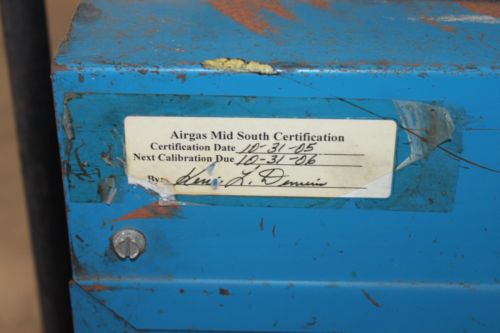 Airgas Mid South Certification
Certification Date 10-31-05
Next Calibration Due 10-31-06
By: L.